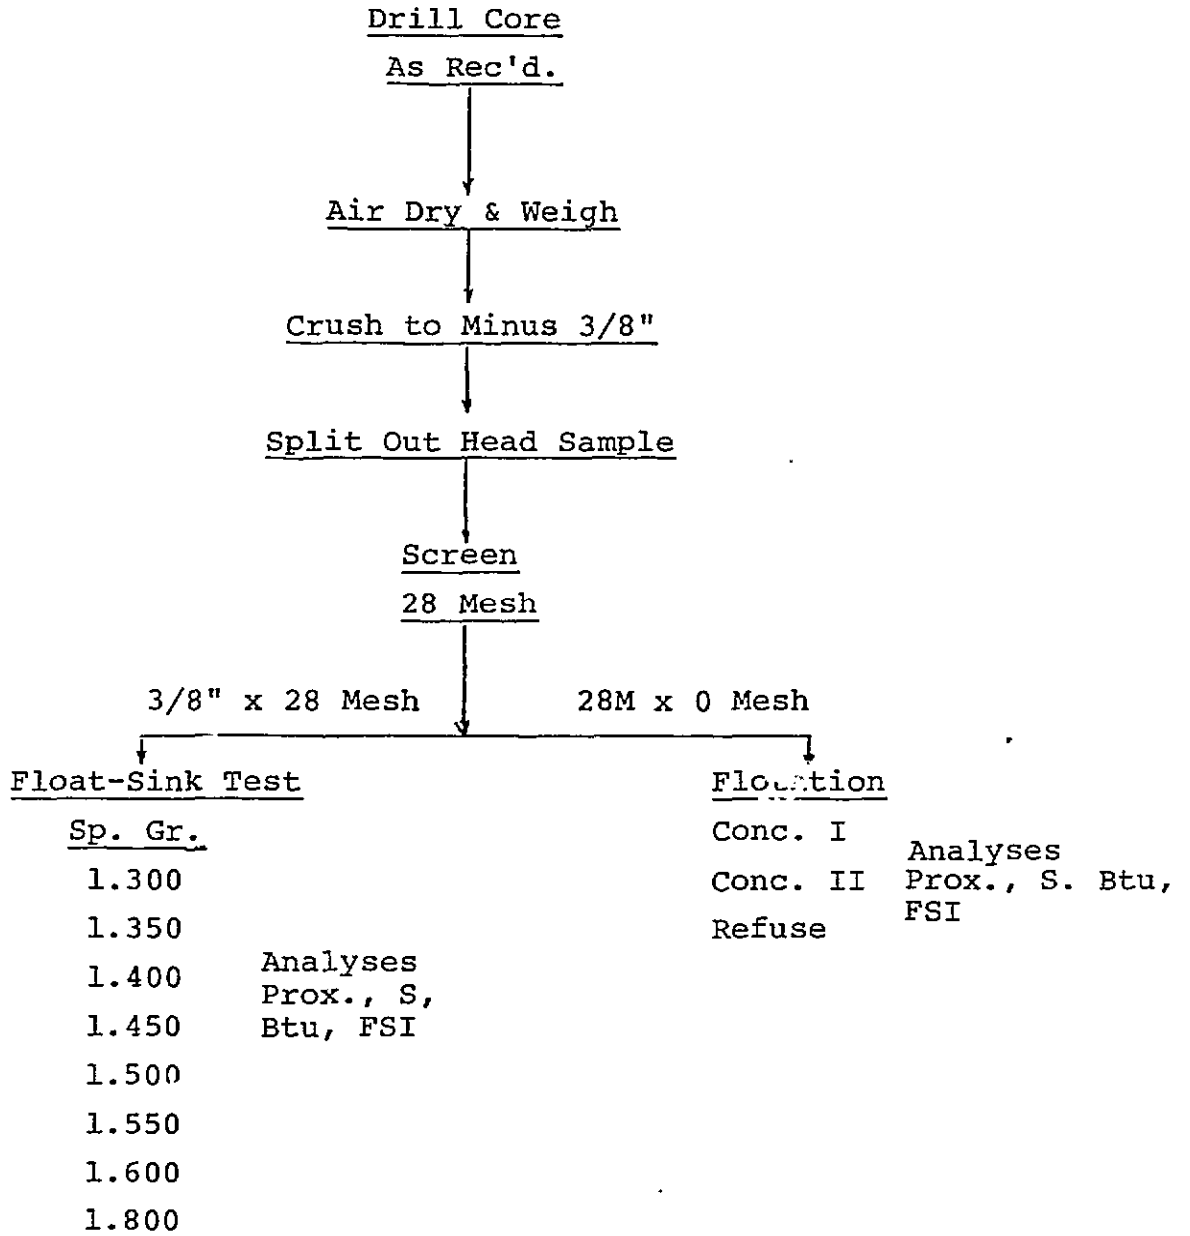 Drill Core
As Rec'd.
Air Dry & Weigh
Crush to Minus 3/8"
Split Out Head Sample
Screen
28 Mesh
3/8" x 28 Mesh
28M x 0 Mesh
Float-Sink Test
Sp. Gr.
1.300
1.350
1.400
1.450
1.500
1.550
1.600
1.800
Analyses
Prox., S,
Btu, FSI
Flotation
Conc. I
Conc. II
Refuse
Analyses
Prox., S. Btu,
FSI